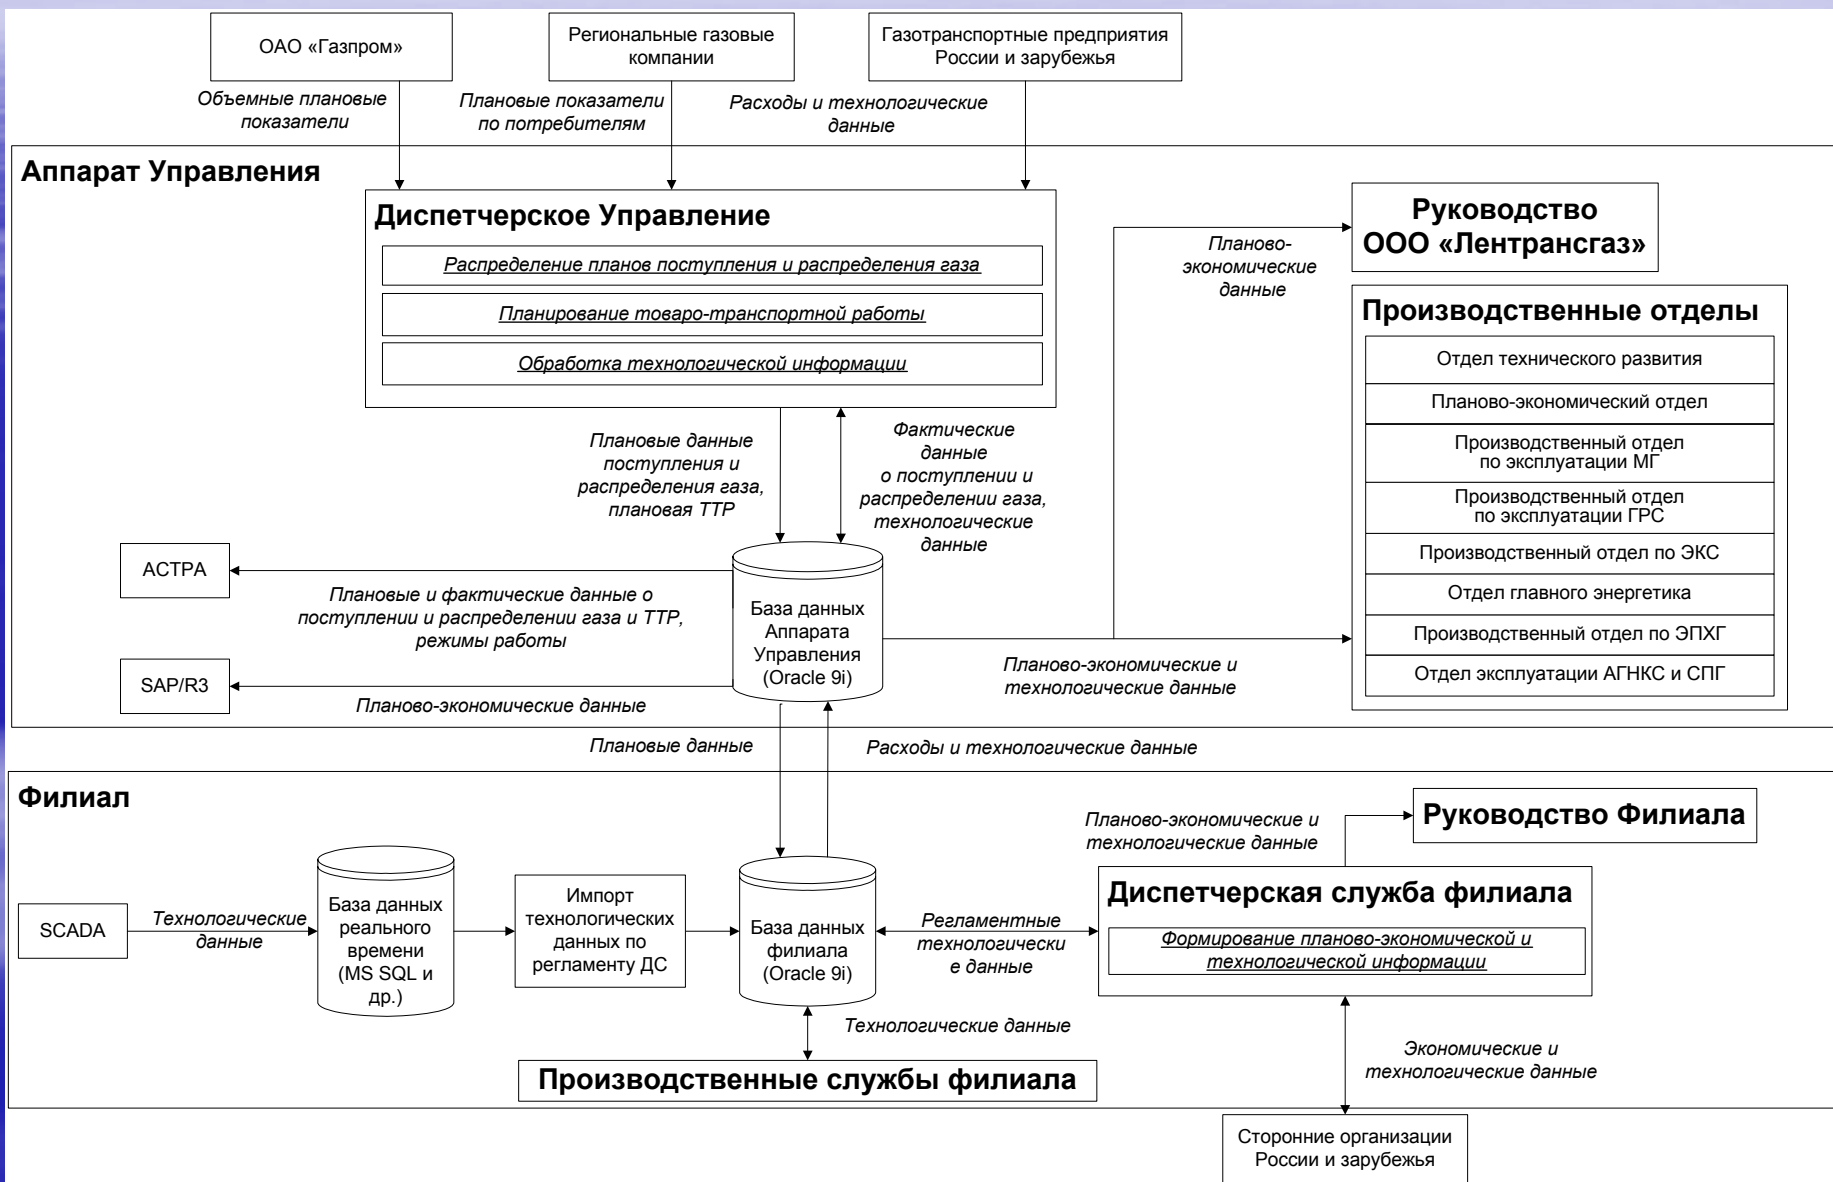 ОАО «Газпром»
Региональные газовые
компании
Газотранспортные предприятия
России и зарубежья
Объемные плановые
показатели
Плановые показатели
по потребителям
Расходы и технологические
данные
Аппарат Управления
Диспетчерское Управление
Распределение планов поступления и распределения газа
Планирование товаро-транспортной работы
Обработка технологической информации
Планово-
экономические
данные
Руководство
ООО «Лентрансгаз»
Производственные отделы
Отдел технического развития
Планово-экономический отдел
Производственный отдел
по эксплуатации МГ
Производственный отдел
по эксплуатации ГРС
Производственный отдел по ЭКС
Отдел главного энергетика
Производственный отдел по ЭПХГ
Отдел эксплуатации АГНКС и СПГ
Плановые данные
поступления и
распределения газа,
плановая ТТР
Фактические
данные
о поступлении и
распределении газа,
технологические
данные
АСТРА
Плановые и фактические данные о
поступлении и распределении газа и ТТР,
режимы работы
База данных
Аппарата
Управления
(Oracle 9i)
SAP/R3
Планово-экономические данные
Планово-экономические и
технологические данные
Плановые данные
Расходы и технологические данные
Филиал
Планово-экономические и
технологические данные
Руководство Филиала
SCADA
Технологические
данные
База данных
реального
времени
(MS SQL и
др.)
Импорт
технологических
данных по
регламенту ДС
База данных
филиала
(Oracle 9i)
Регламентные
технологически
е данные
Диспетчерская служба филиала
Формирование планово-экономической и
технологической информации
Технологические данные
Производственные службы филиала
Экономические и
технологические данные
Сторонние организации
России и зарубежья